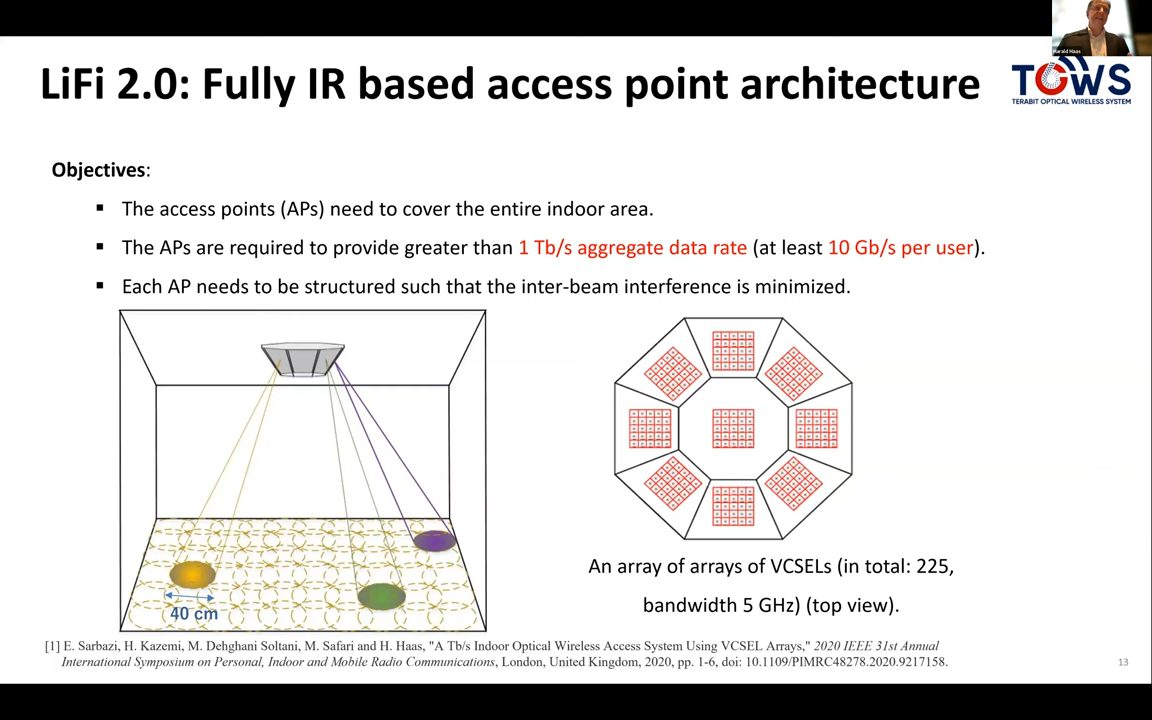 Harald Haas
LiFi 2.0: Fully IR based access point architecture
TOWS
TERABIT OPTICAL WIRELESS SYSTEM
Objectives:
▪ The access points (APs) need to cover the entire indoor area.
▪ The APs are required to provide greater than 1 Tb/s aggregate data rate (at least 10 Gb/s per user).
▪ Each AP needs to be structured such that the inter-beam interference is minimized.
40 cm
An array of arrays of VCSELs (in total: 225,
bandwidth 5 GHz) (top view).
[1] E. Sarbazi, H. Kazemi, M. Dehghani Soltani, M. Safari and H. Haas, "A Tb/s Indoor Optical Wireless Access System Using VCSEL Arrays," 2020 IEEE 31st Annual
International Symposium on Personal, Indoor and Mobile Radio Communications, London, United Kingdom, 2020, pp. 1-6, doi: 10.1109/PIMRC48278.2020.9217158.
13